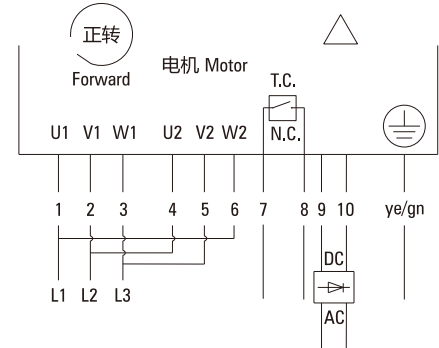 正转
Forward
电机 Motor
T.C.
N.C.
U1 V1 W1 U2 V2 W2
1 2 3 4 5 6 7 8 9 10 ye/gn
L1 L2 L3
DC
AC